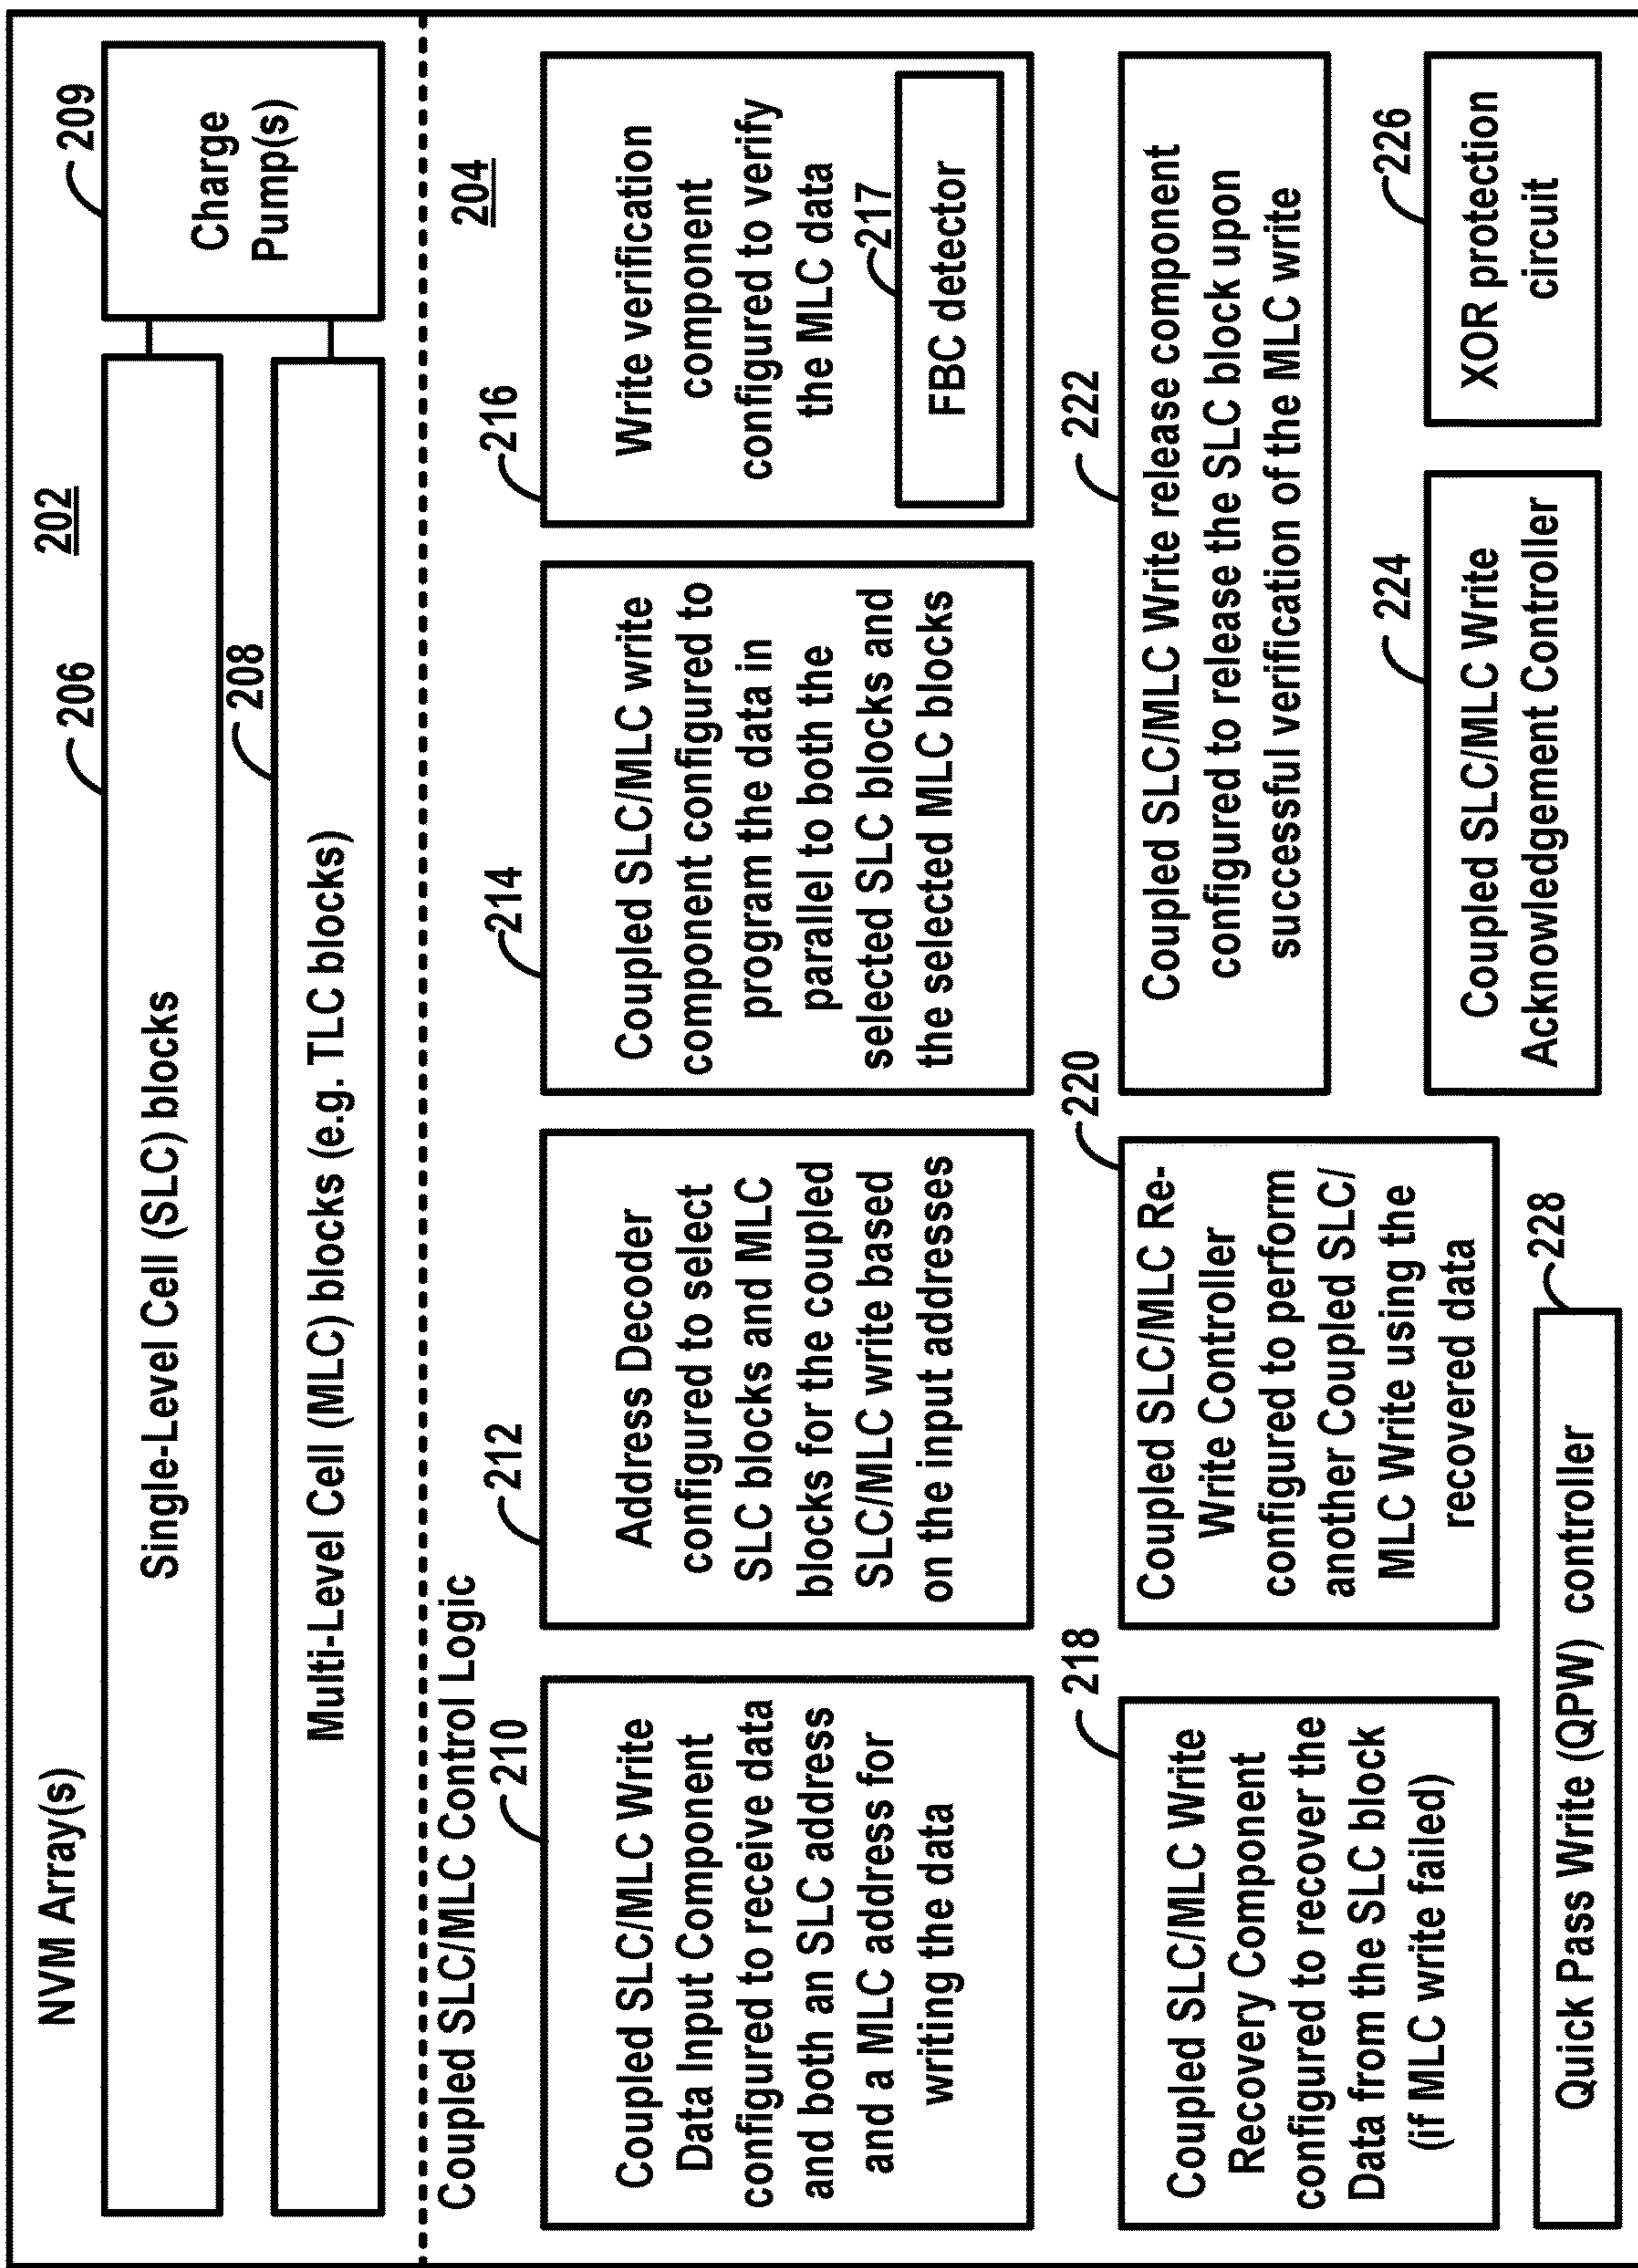 NVM Array(s)
202
206
Single-Level Cell (SLC) blocks
208
Multi-Level Cell (MLC) blocks (e.g. TLC blocks)
209
Charge
Pump(s)
Coupled SLC/MLC Control Logic
204
210
Coupled SLC/MLC Write
Data Input Component
configured to receive data
and both an SLC address
and a MLC address for
writing the data
212
Address Decoder
configured to select
SLC blocks and MLC
blocks for the coupled
SLC/MLC write based
on the input addresses
214
Coupled SLC/MLC write
component configured to
program the data in
parallel to both the
selected SLC blocks and
the selected MLC blocks
216
Write verification
component
configured to verify
the MLC data
217
FBC detector
218
Coupled SLC/MLC Write
Recovery Component
configured to recover the
Data from the SLC block
(if MLC write failed)
220
Coupled SLC/MLC Re-
Write Controller
configured to perform
another Coupled SLC/
MLC Write using the
recovered data
222
Coupled SLC/MLC Write release component
configured to release the SLC block upon
successful verification of the MLC write
224
Coupled SLC/MLC Write
Acknowledgement Controller
226
XOR protection
circuit
228
Quick Pass Write (QPW) controller